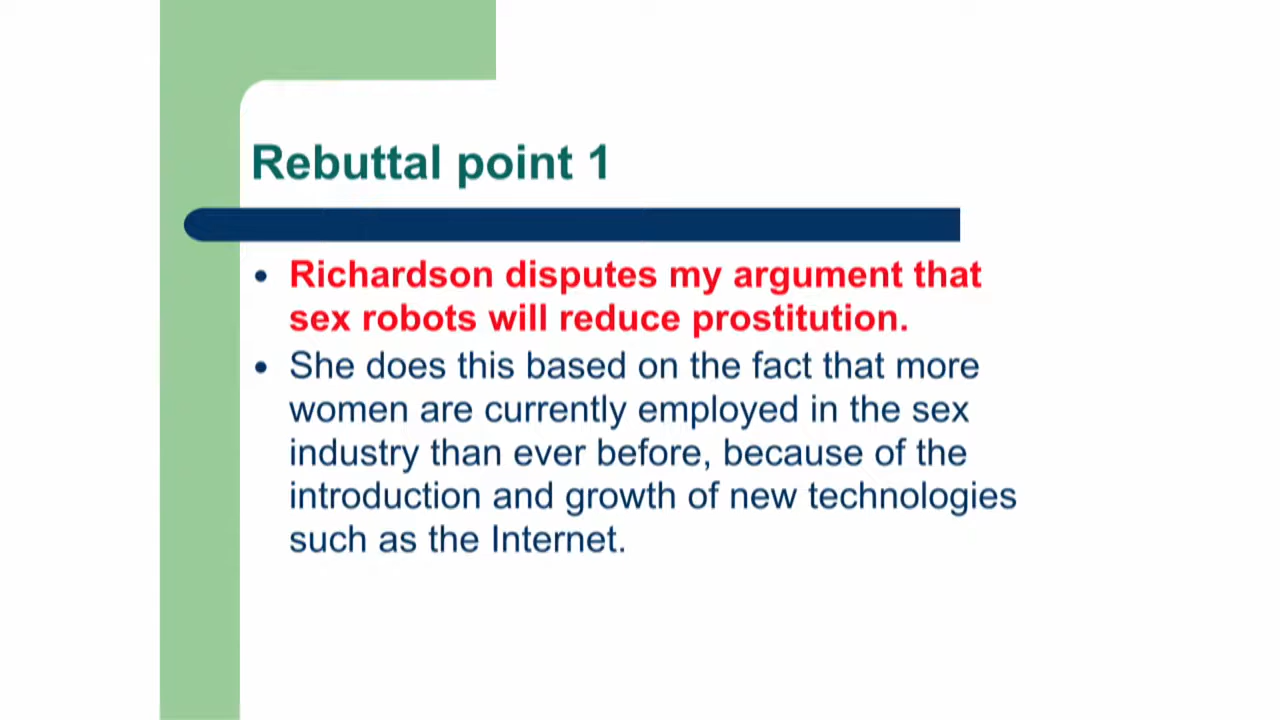 Rebuttal point 1
• Richardson disputes my argument that
sex robots will reduce prostitution.
• She does this based on the fact that more
women are currently employed in the sex
industry than ever before, because of the
introduction and growth of new technologies
such as the Internet.